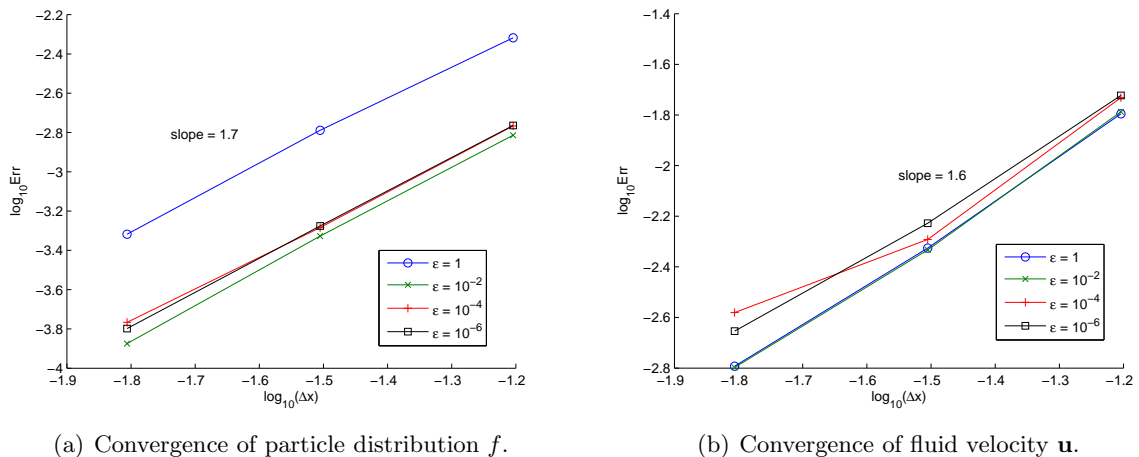 −2
−2.2
−2.4
−2.6
−2.8
−3
−3.2
−3.4
−3.6
−3.8
−4
log₁₀Err
slope = 1.7
ε = 1
ε = 10⁻²
ε = 10⁻⁴
ε = 10⁻⁶
−1.9 −1.8 −1.7 −1.6 −1.5 −1.4 −1.3 −1.2
log₁₀(Δx)
(a) Convergence of particle distribution f.
−1.4
−1.6
−1.8
−2
−2.2
−2.4
−2.6
−2.8
log₁₀Err
slope = 1.6
ε = 1
ε = 10⁻²
ε = 10⁻⁴
ε = 10⁻⁶
−1.9 −1.8 −1.7 −1.6 −1.5 −1.4 −1.3 −1.2
log₁₀(Δx)
(b) Convergence of fluid velocity u.